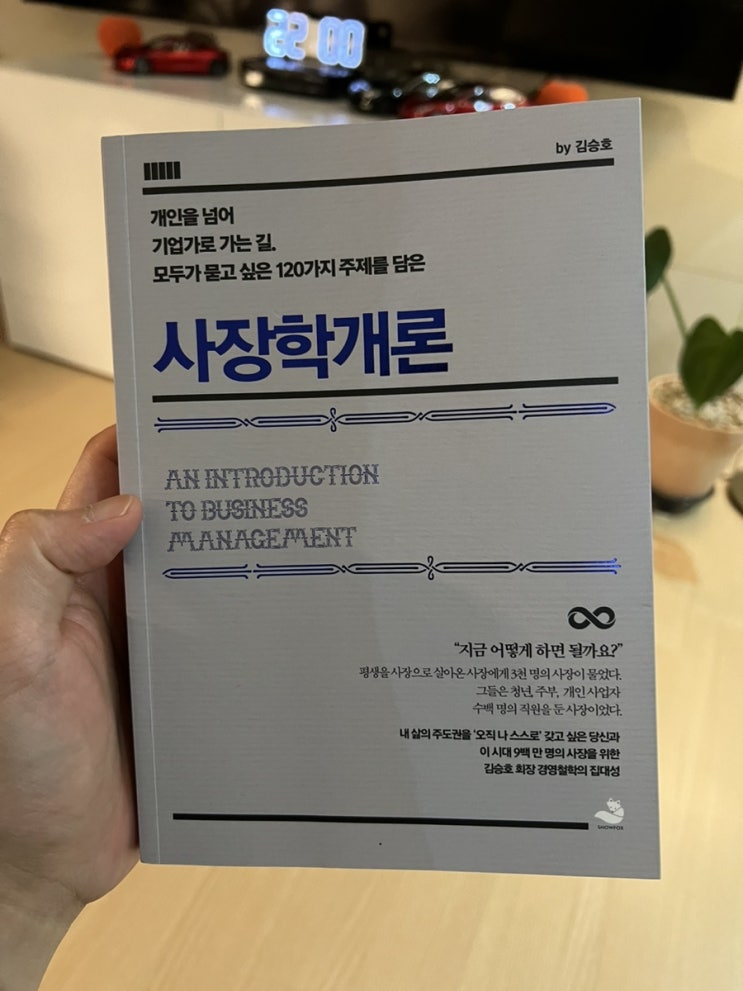 by 김승호
개인을 넘어
기업가로 가는 길.
모두가 묻고 싶은 120가지 주제를 담은
사장학개론
AN INTRODUCTION
TO BUSINESS
MANAGEMENT
“지금 어떻게 하면 될까요?”
평생을 사장으로 살아온 사장에게 3천 명의 사장이 물었다.
그들은 청년, 주부, 개인 사업자
수백 명의 직원을 둔 사장이었다.
내 삶의 주도권을 ‘오직 나 스스로’ 갖고 싶은 당신과
이 시대 9백 만 명의 사장을 위한
김승호 회장 경영철학의 집대성
SNOWFOX